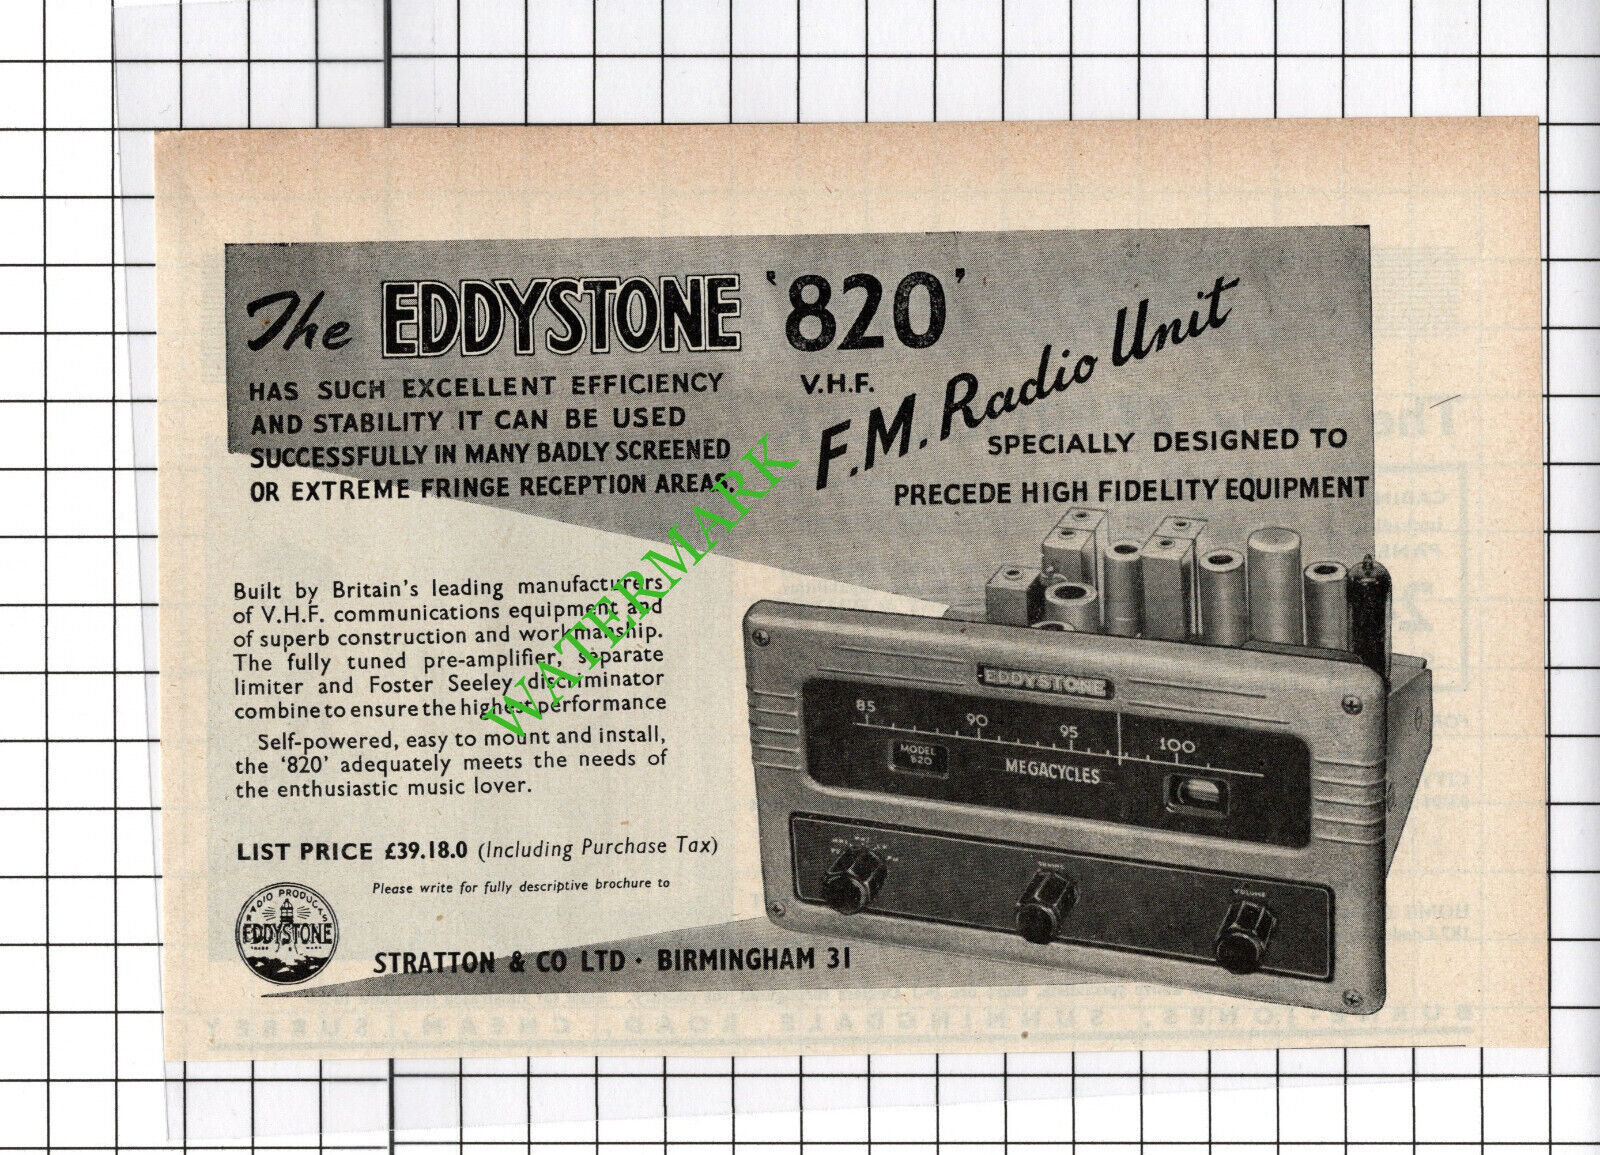 The EDDYSTONE '820'
V.H.F.
F.M. Radio Unit
HAS SUCH EXCELLENT EFFICIENCY
AND STABILITY IT CAN BE USED
SUCCESSFULLY IN MANY BADLY SCREENED
OR EXTREME FRINGE RECEPTION AREAS.
SPECIALLY DESIGNED TO
PRECEDE HIGH FIDELITY EQUIPMENT
Built by Britain's leading manufacturers
of V.H.F. communications equipment and
of superb construction and workmanship.
The fully tuned pre-amplifier, separate
limiter and Foster Seeley discriminator
combine to ensure the highest performance
Self-powered, easy to mount and install,
the '820' adequately meets the needs of
the enthusiastic music lover.
LIST PRICE £39.18.0 (Including Purchase Tax)
Please write for fully descriptive brochure to
STRATTON & CO LTD · BIRMINGHAM 31
RADIO PRODUCTS
EDDYSTONE
TRADE MARK
EDDYSTONE
85 90 95 100
MODEL
820
MEGACYCLES
VOLUME
WATERMARK